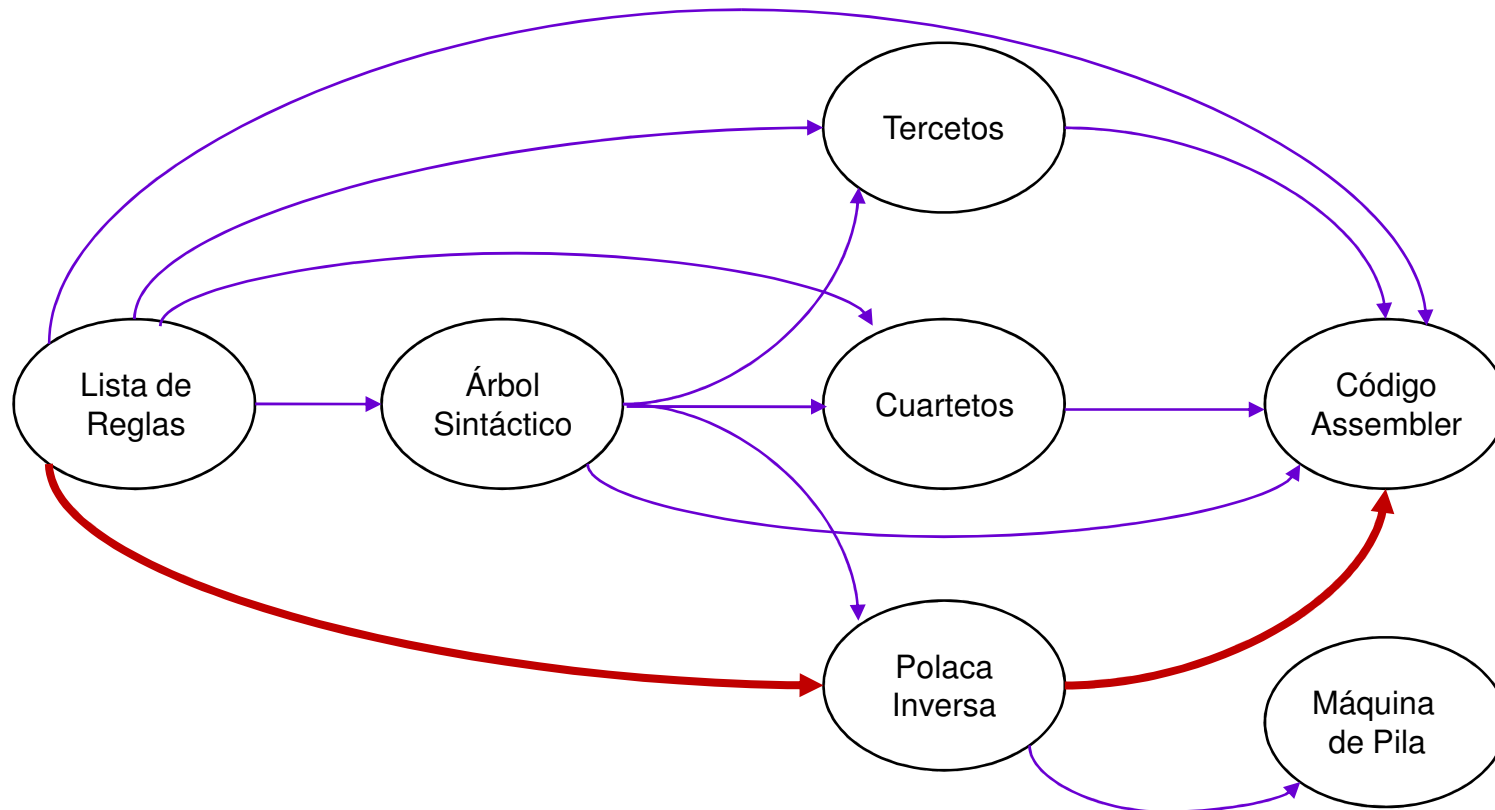 Tercetos
Lista de
Reglas
Árbol
Sintáctico
Cuartetos
Código
Assembler
Polaca
Inversa
Máquina
de Pila